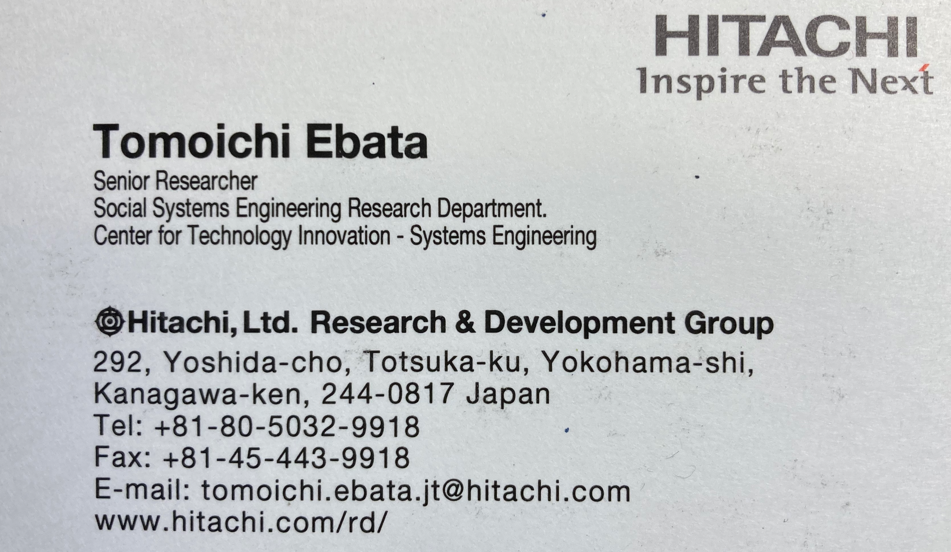 HITACHI
Inspire the Next
Tomoichi Ebata
Senior Researcher
Social Systems Engineering Research Department.
Center for Technology Innovation - Systems Engineering
Hitachi, Ltd. Research & Development Group
292, Yoshida-cho, Totsuka-ku, Yokohama-shi,
Kanagawa-ken, 244-0817 Japan
Tel: +81-80-5032-9918
Fax: +81-45-443-9918
E-mail: tomoichi.ebata.jt@hitachi.com
www.hitachi.com/rd/